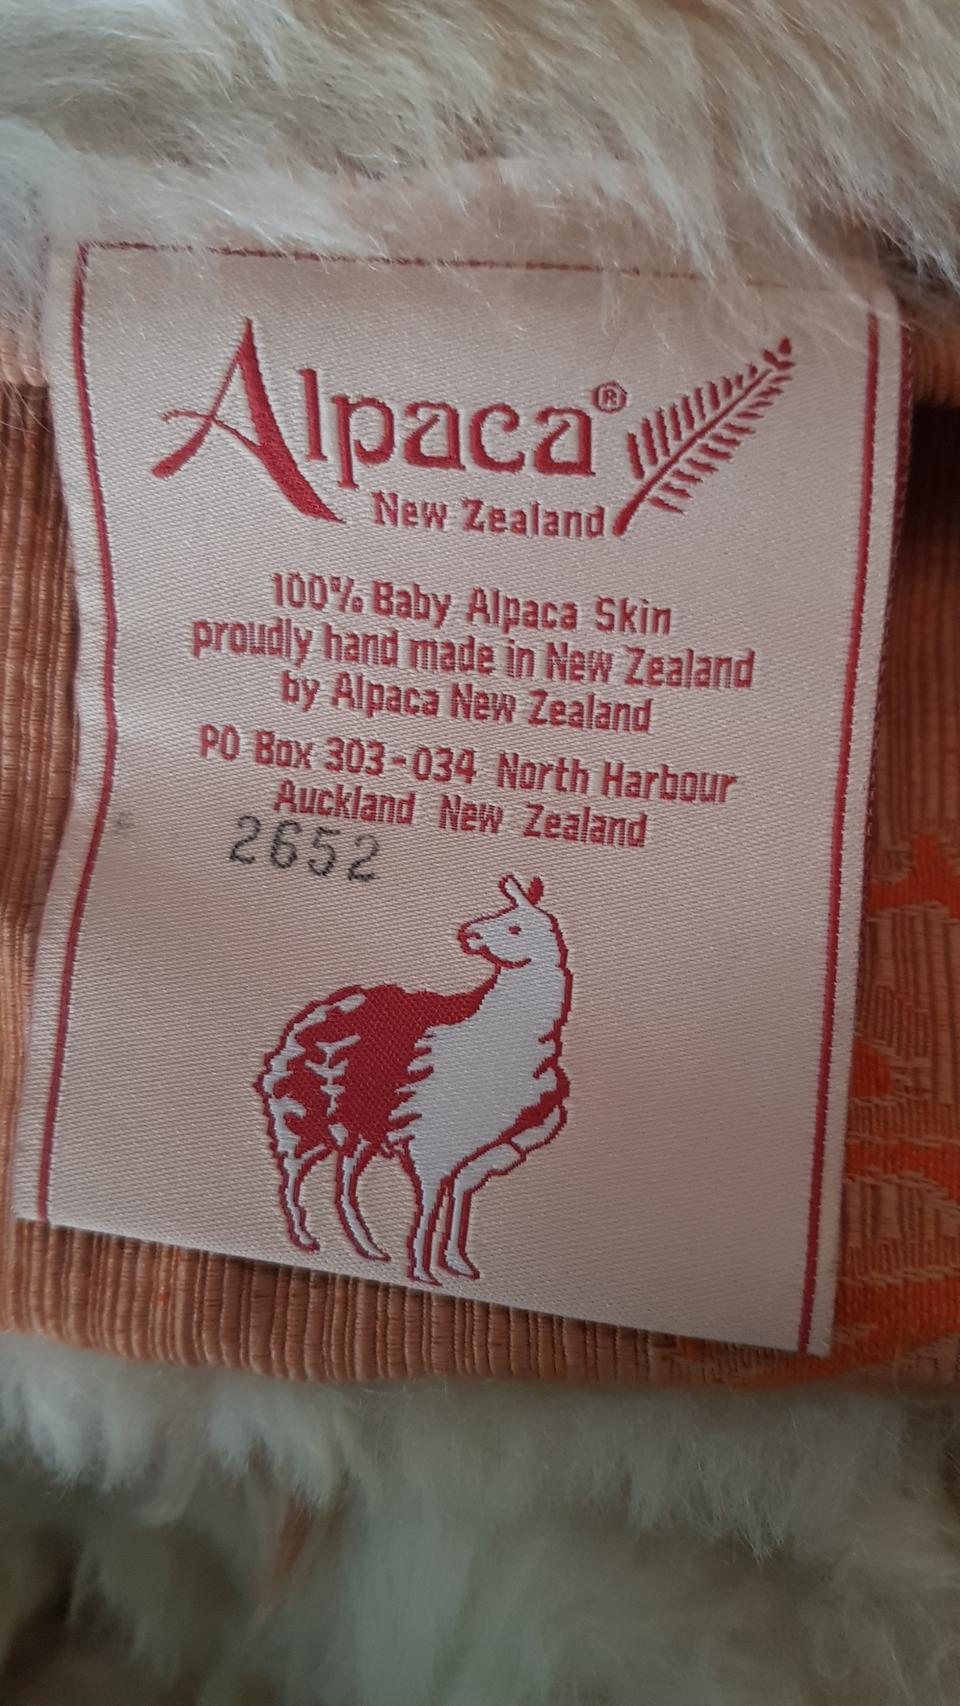 Alpaca®
New Zealand
100% Baby Alpaca Skin
proudly hand made in New Zealand
by Alpaca New Zealand
PO Box 303-034 North Harbour
Auckland New Zealand
2652